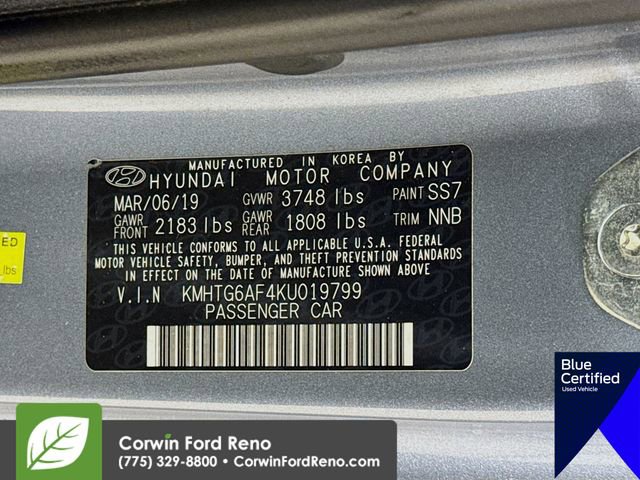 MANUFACTURED IN KOREA BY
HYUNDAI MOTOR COMPANY
MAR/06/19 GVWR 3748 lbs PAINT SS7
GAWR FRONT 2183 lbs GAWR REAR 1808 lbs TRIM NNB
THIS VEHICLE CONFORMS TO ALL APPLICABLE U.S.A. FEDERAL
MOTOR VEHICLE SAFETY, BUMPER, AND THEFT PREVENTION STANDARDS
IN EFFECT ON THE DATE OF MANUFACTURE SHOWN ABOVE
V.I.N KMHTG6AF4KU019799
PASSENGER CAR
ED
lbs
Blue
Certified
Used Vehicle
Corwin Ford Reno
(775) 329-8800 • CorwinFordReno.com